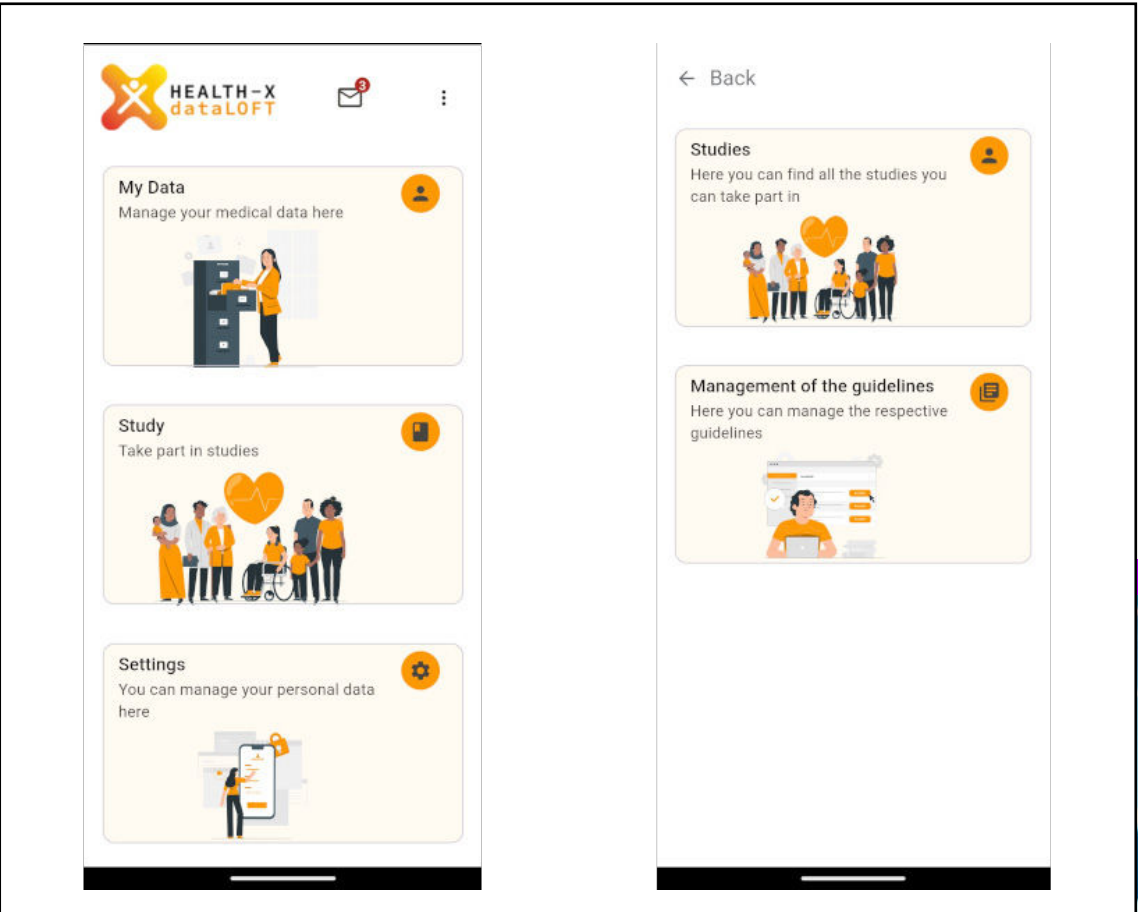 HEALTH-X
dataLOFT
3
My Data
Manage your medical data here
Study
Take part in studies
Settings
You can manage your personal data
here
← Back
Studies
Here you can find all the studies you
can take part in
Management of the guidelines
Here you can manage the respective
guidelines